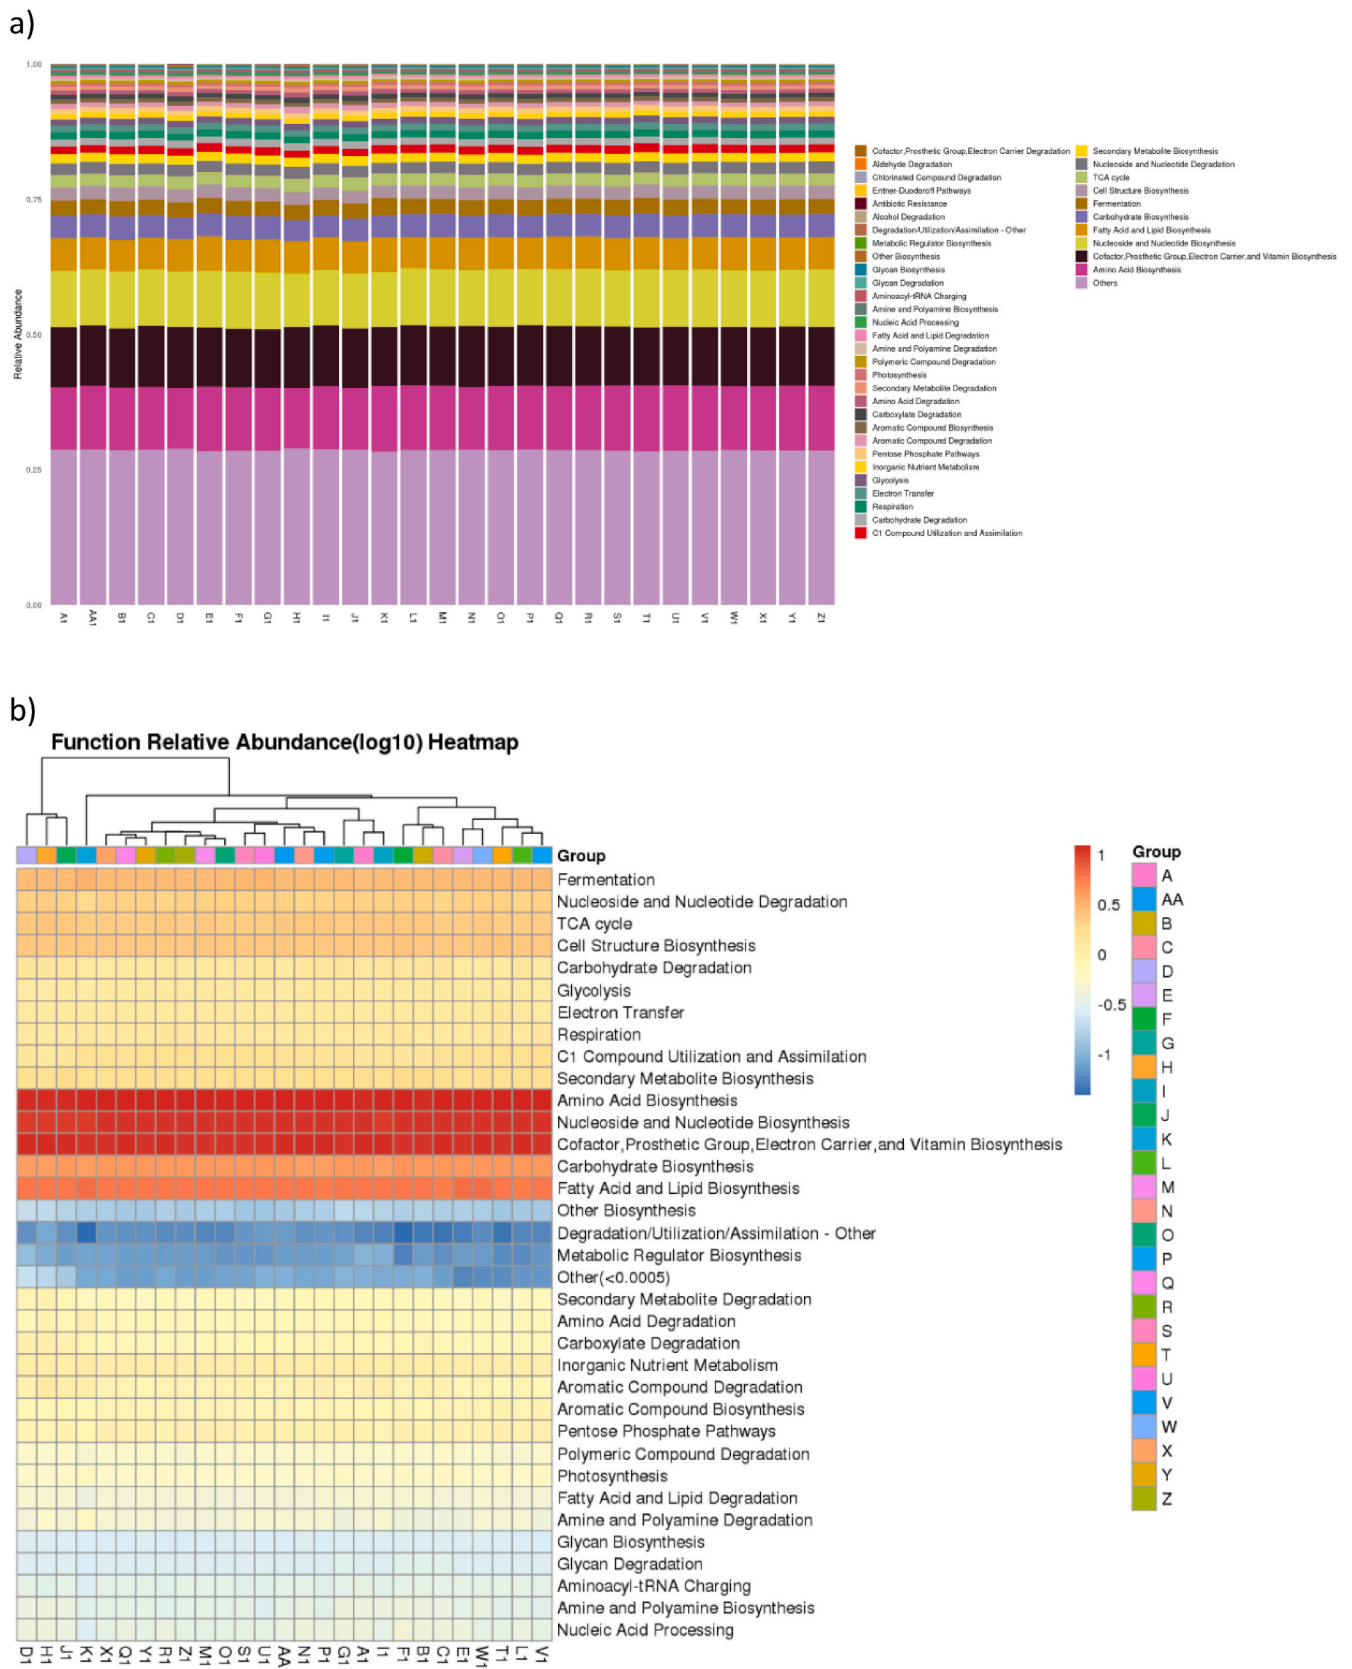 a)
1.00
0.75
0.50
0.25
0.00
Relative Abundance
A1
AA1
B1
C1
D1
E1
F1
G1
H1
I1
J1
K1
L1
M1
N1
O1
P1
Q1
R1
S1
T1
U1
V1
W1
X1
Y1
Z1
Cofactor,Prosthetic Group,Electron Carrier Degradation
Aldehyde Degradation
Chlorinated Compound Degradation
Entner-Duodoroff Pathways
Antibiotic Resistance
Alcohol Degradation
Degradation/Utilization/Assimilation - Other
Metabolic Regulator Biosynthesis
Other Biosynthesis
Glycan Biosynthesis
Glycan Degradation
Aminoacyl-tRNA Charging
Amine and Polyamine Biosynthesis
Nucleic Acid Processing
Fatty Acid and Lipid Degradation
Amine and Polyamine Degradation
Polymeric Compound Degradation
Photosynthesis
Secondary Metabolite Degradation
Amino Acid Degradation
Carboxylate Degradation
Aromatic Compound Biosynthesis
Aromatic Compound Degradation
Pentose Phosphate Pathways
Inorganic Nutrient Metabolism
Glycolysis
Electron Transfer
Respiration
Carbohydrate Degradation
C1 Compound Utilization and Assimilation
Secondary Metabolite Biosynthesis
Nucleoside and Nucleotide Degradation
TCA cycle
Cell Structure Biosynthesis
Fermentation
Carbohydrate Biosynthesis
Fatty Acid and Lipid Biosynthesis
Nucleoside and Nucleotide Biosynthesis
Cofactor,Prosthetic Group,Electron Carrier,and Vitamin Biosynthesis
Amino Acid Biosynthesis
Others
b)
Function Relative Abundance(log10) Heatmap
Group
Fermentation
Nucleoside and Nucleotide Degradation
TCA cycle
Cell Structure Biosynthesis
Carbohydrate Degradation
Glycolysis
Electron Transfer
Respiration
C1 Compound Utilization and Assimilation
Secondary Metabolite Biosynthesis
Amino Acid Biosynthesis
Nucleoside and Nucleotide Biosynthesis
Cofactor,Prosthetic Group,Electron Carrier,and Vitamin Biosynthesis
Carbohydrate Biosynthesis
Fatty Acid and Lipid Biosynthesis
Other Biosynthesis
Degradation/Utilization/Assimilation - Other
Metabolic Regulator Biosynthesis
Other(<0.0005)
Secondary Metabolite Degradation
Amino Acid Degradation
Carboxylate Degradation
Inorganic Nutrient Metabolism
Aromatic Compound Degradation
Aromatic Compound Biosynthesis
Pentose Phosphate Pathways
Polymeric Compound Degradation
Photosynthesis
Fatty Acid and Lipid Degradation
Amine and Polyamine Degradation
Glycan Biosynthesis
Glycan Degradation
Aminoacyl-tRNA Charging
Amine and Polyamine Biosynthesis
Nucleic Acid Processing
D1
H1
J1
K1
X1
Q1
Y1
R1
Z1
M1
O1
S1
U1
AA
N1
P1
G1
A1
I1
F1
B1
C1
E1
W1
T1
L1
V1
1
0.5
0
-0.5
-1
Group
A
AA
B
C
D
E
F
G
H
I
J
K
L
M
N
O
P
Q
R
S
T
U
V
W
X
Y
Z